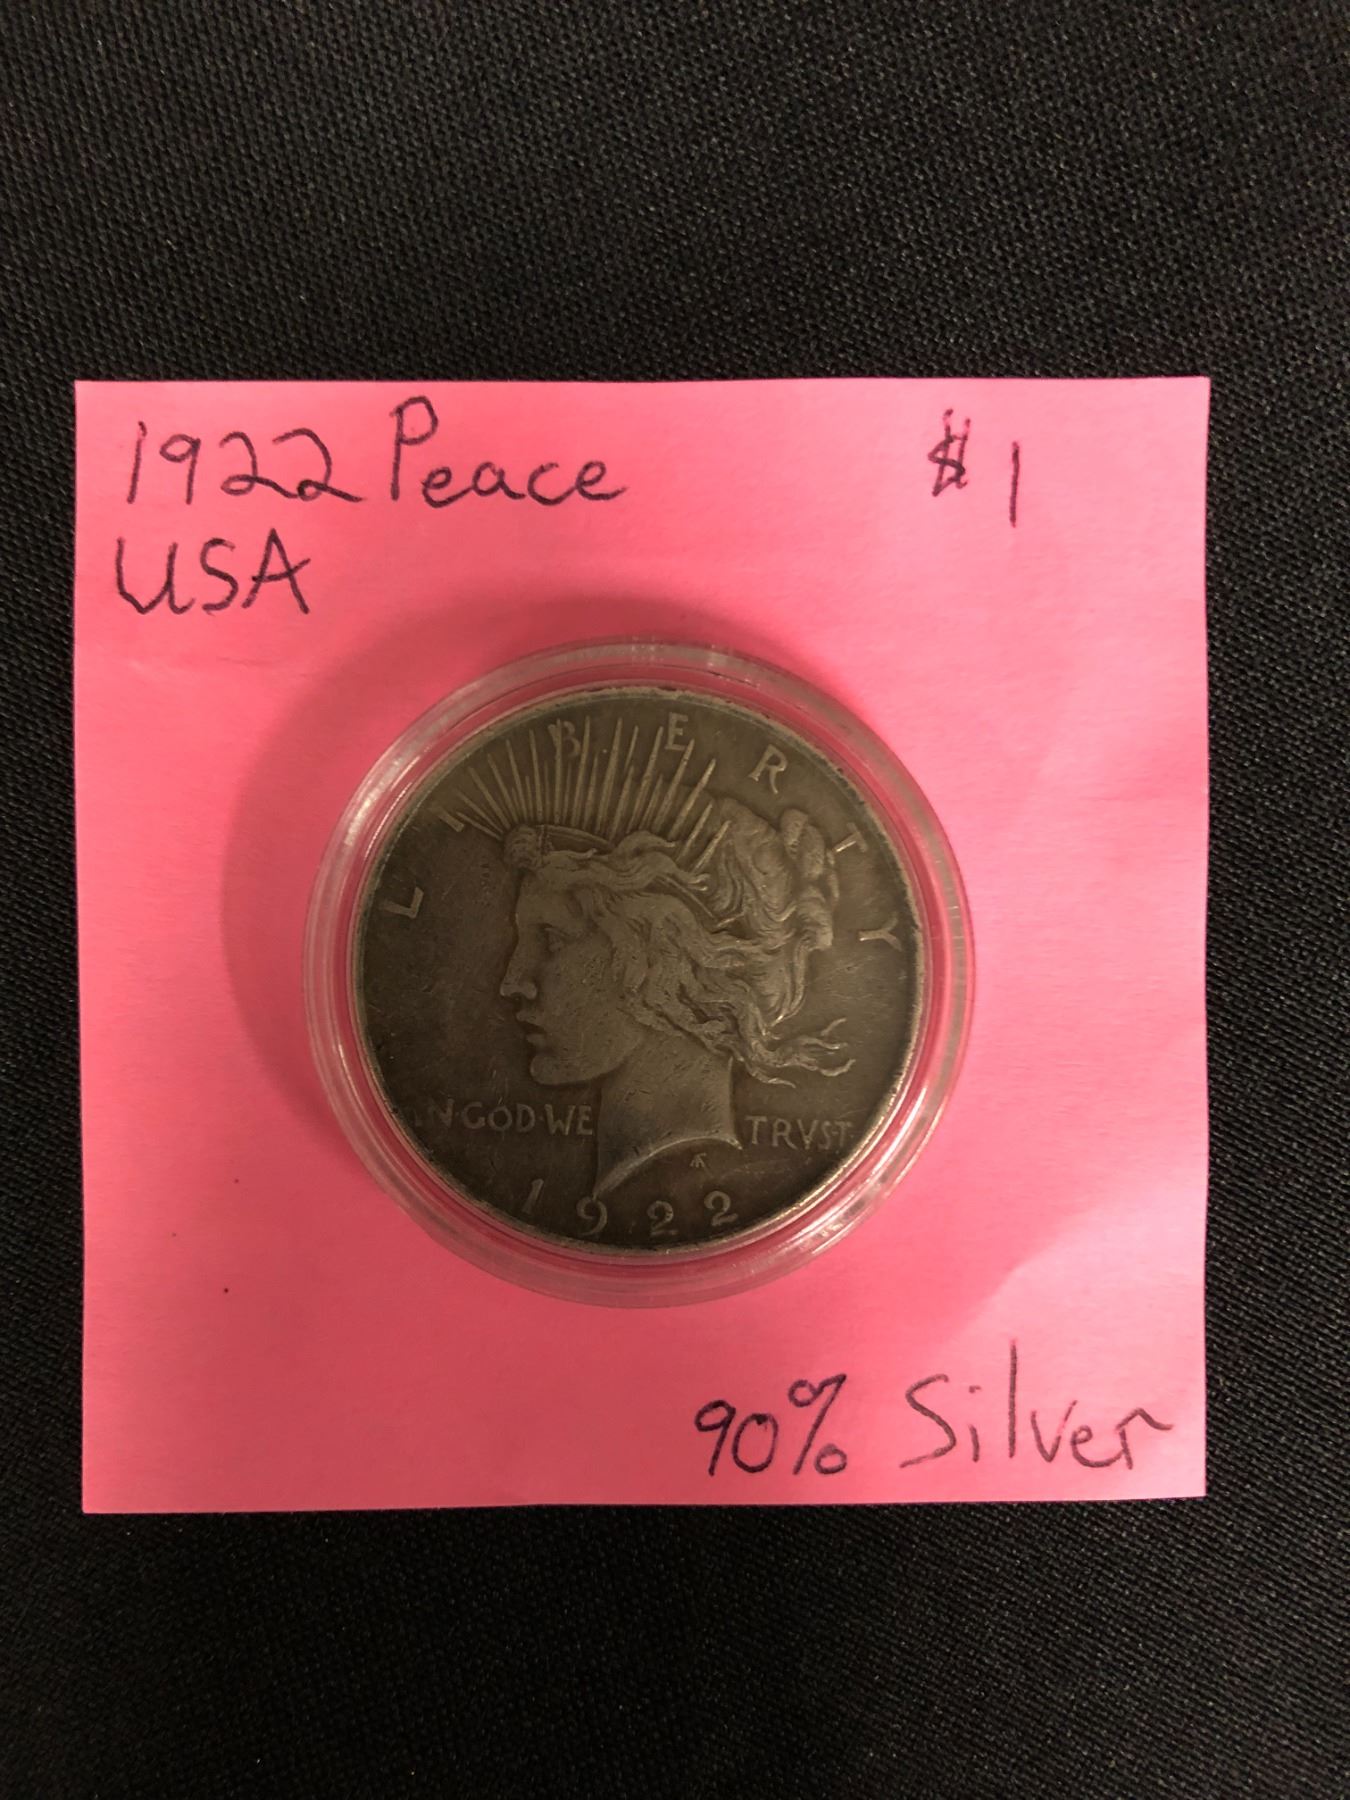 1922 Peace $1
USA
LIBERTY
IN GOD·WE TRVST
1922
90% Silver